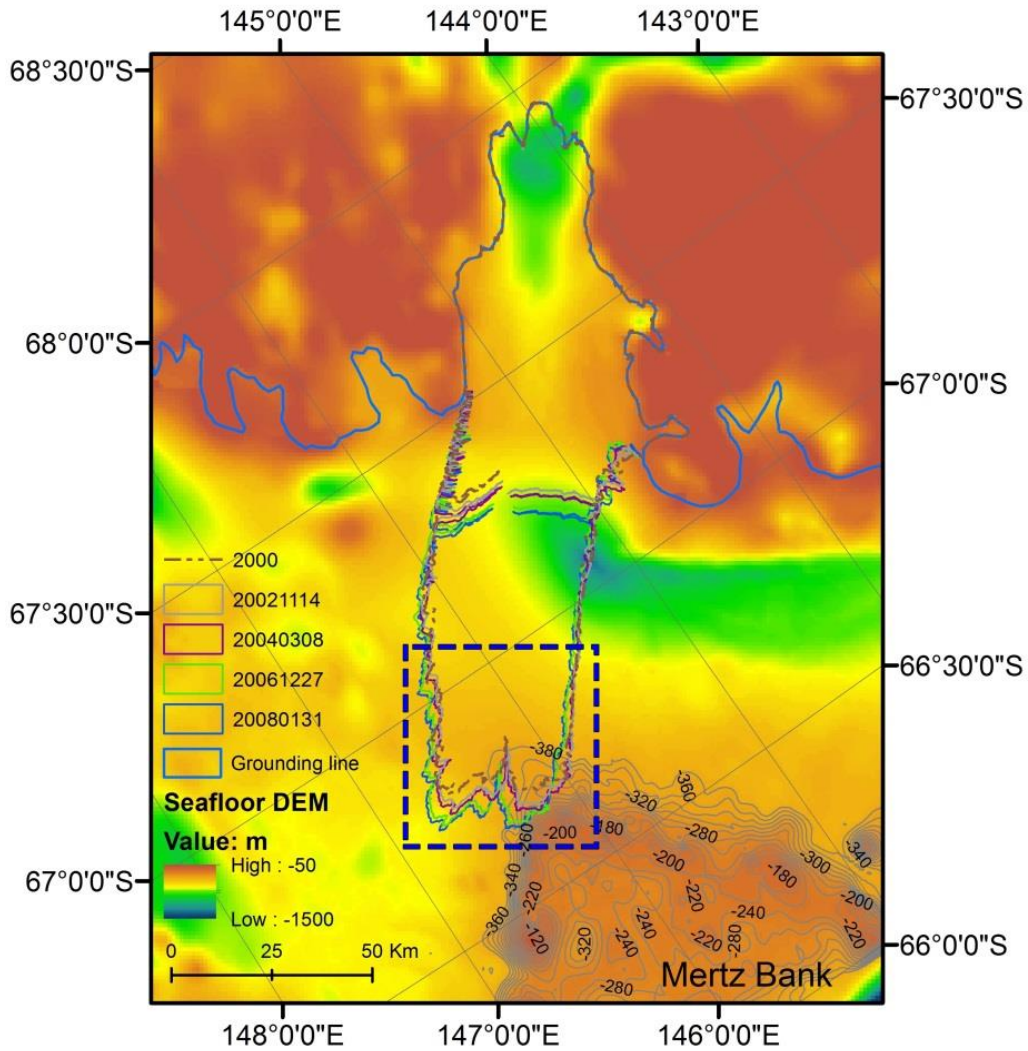 145°0'0"E 144°0'0"E 143°0'0"E
68°30'0"S
67°30'0"S
68°0'0"S
67°0'0"S
67°30'0"S
66°30'0"S
67°0'0"S
66°0'0"S
2000
20021114
20040308
20061227
20080131
Grounding line
Seafloor DEM
Value: m
High : -50
Low : -1500
0 25 50 Km
-380
-360
-320
-280
-260
-200
-180
-200
-300
-340
-180
-340
-220
-220
-200
-240
-360
-120
-320
-240
-240
-220
-280
-220
-280
Mertz Bank
148°0'0"E 147°0'0"E 146°0'0"E